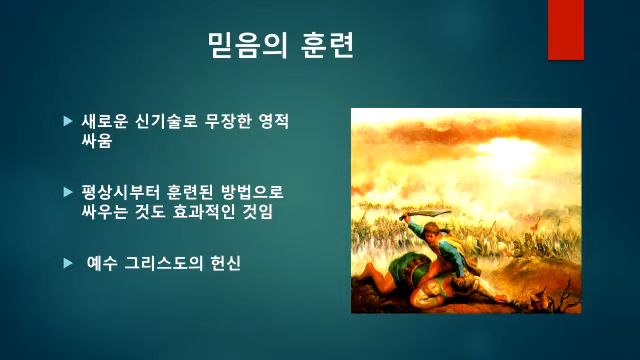 믿음의 훈련
새로운 신기술로 무장한 영적
싸움
평상시부터 훈련된 방법으로
싸우는 것도 효과적인 것임
예수 그리스도의 헌신